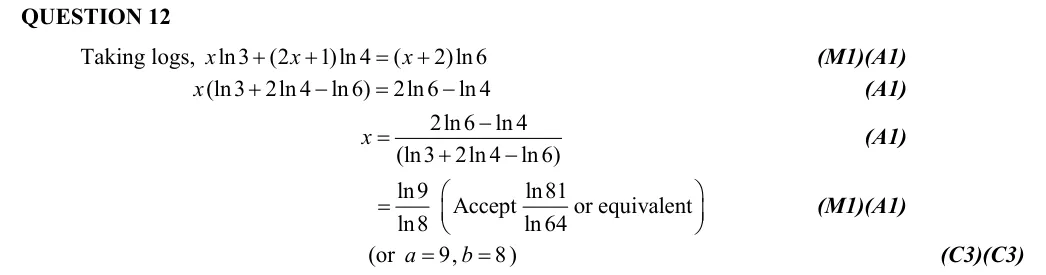 QUESTION 12
Taking logs, x ln 3 + (2x + 1) ln 4 = (x + 2) ln 6 (M1)(A1)
x(ln 3 + 2 ln 4 − ln 6) = 2 ln 6 − ln 4 (A1)
x = \frac{2 ln 6 − ln 4}{(ln 3 + 2 ln 4 − ln 6)} (A1)
= \frac{ln 9}{ln 8} (Accept \frac{ln 81}{ln 64} or equivalent) (M1)(A1)
(or a = 9, b = 8) (C3)(C3)